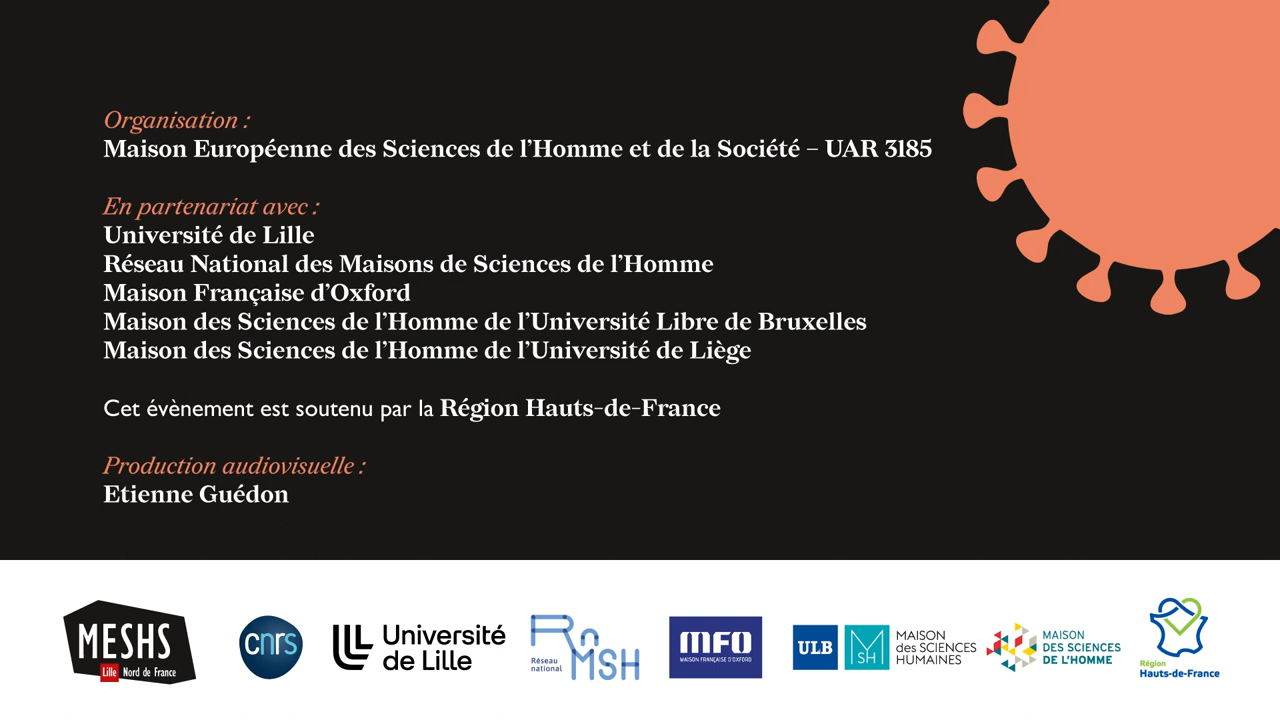 Organisation :
Maison Européenne des Sciences de l'Homme et de la Société – UAR 3185
En partenariat avec :
Université de Lille
Réseau National des Maisons de Sciences de l'Homme
Maison Française d'Oxford
Maison des Sciences de l'Homme de l'Université Libre de Bruxelles
Maison des Sciences de l'Homme de l'Université de Liège
Cet évènement est soutenu par la Région Hauts-de-France
Production audiovisuelle :
Etienne Guédon
MESHS
Lille Nord de France
cnrs
Université
de Lille
RnMSH
Réseau
national
MFO
MAISON FRANÇAISE D'OXFORD
ULB
MSH
MAISON
des SCIENCES
HUMAINES
MAISON
DES SCIENCES
DE L'HOMME
Région
Hauts-de-France